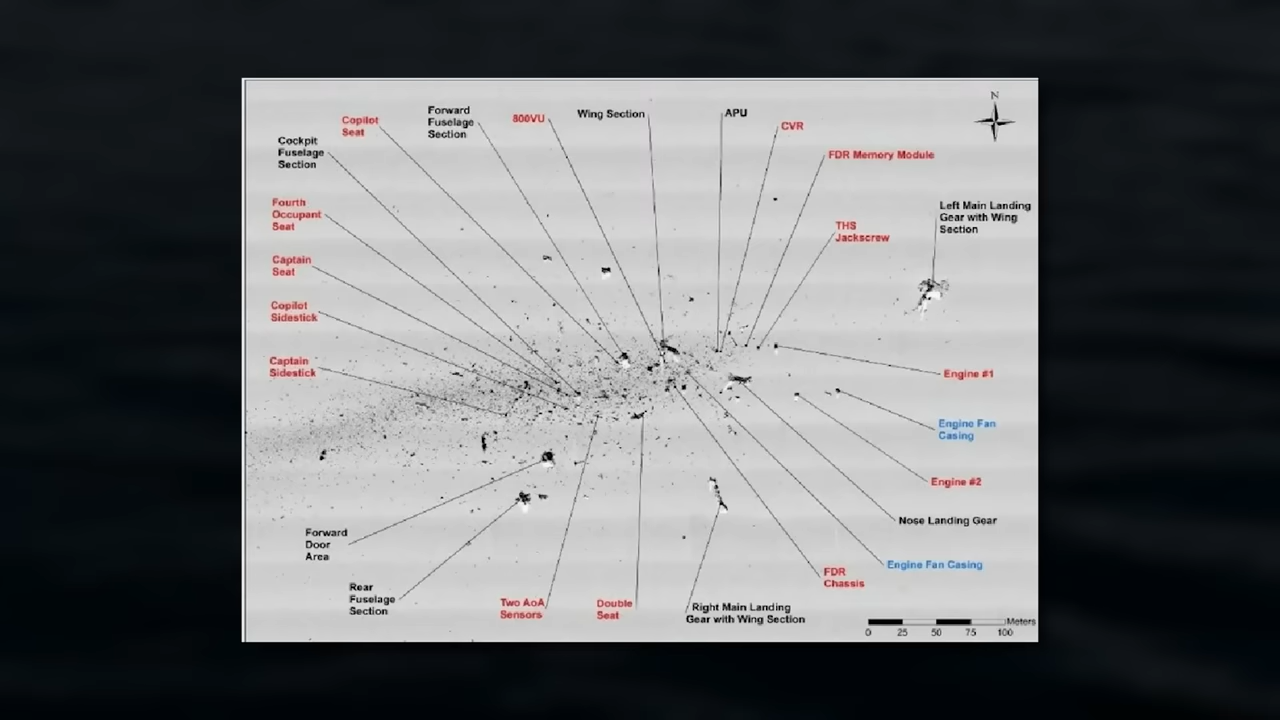 Copilot
Seat
Cockpit
Fuselage
Section
Forward
Fuselage
Section
800VU
Wing Section
APU
CVR
FDR Memory Module
N
Left Main Landing
Gear with Wing
Section
THS
Jackscrew
Fourth
Occupant
Seat
Captain
Seat
Copilot
Sidestick
Captain
Sidestick
Engine #1
Engine Fan
Casing
Engine #2
Nose Landing Gear
Engine Fan Casing
FDR
Chassis
Forward
Door
Area
Rear
Fuselage
Section
Two AoA
Sensors
Double
Seat
Right Main Landing
Gear with Wing Section
Meters
0 25 50 75 100